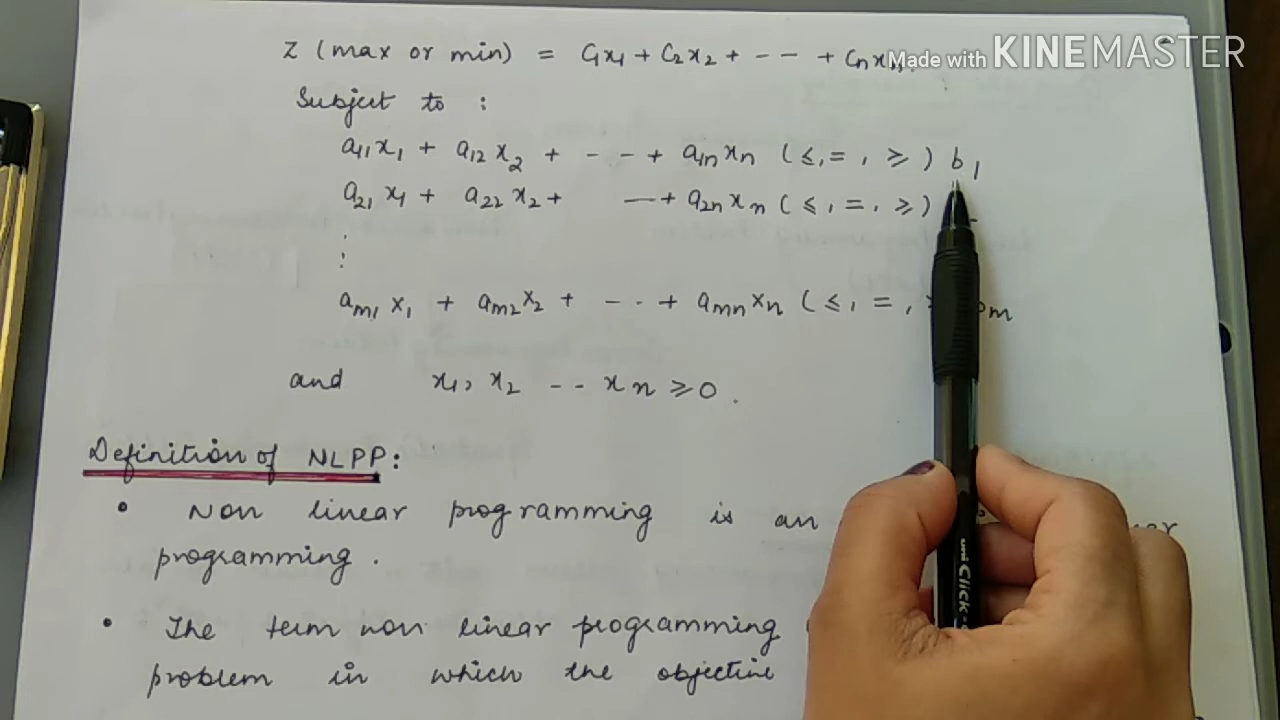 Z (max or min) = C1x1 + C2x2 + -- -- + Cnxn.
Made with KINEMASTER
Subject to :
a11x1 + a12x2 + - - - + a1nxn (≤, =, ≥) b1
a21x1 + a22x2 + — + a2nxn (≤, =, ≥)
:
am1x1 + am2x2 + - - - + amnxn (≤, =, m
and x1, x2 -- xn ≥ 0.
Definition of NLPP:
• Non linear programming is an
programming.
• The term non linear programming
problem in which the objective
uni Click